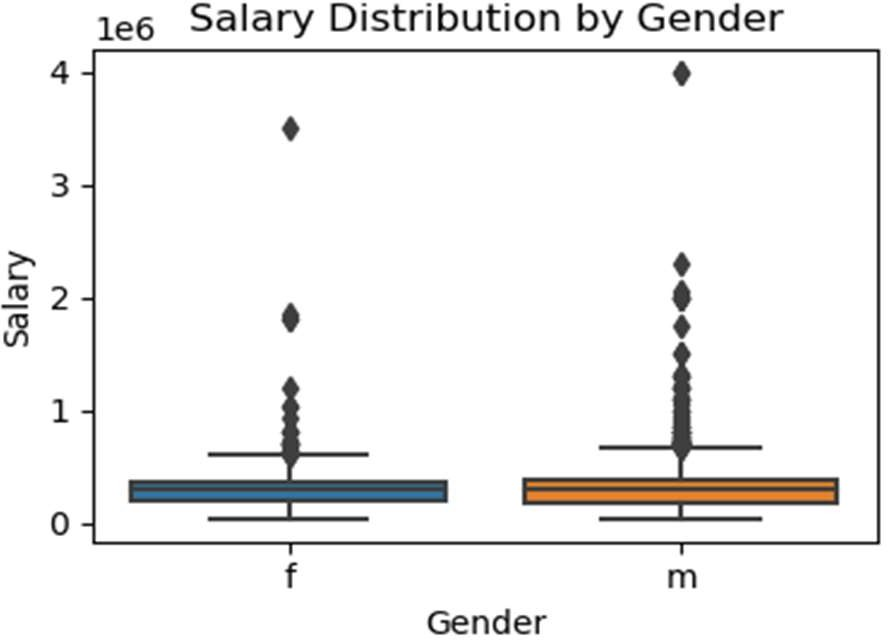 Salary Distribution by Gender
1e6
4
3
2
1
0
Salary
f
m
Gender